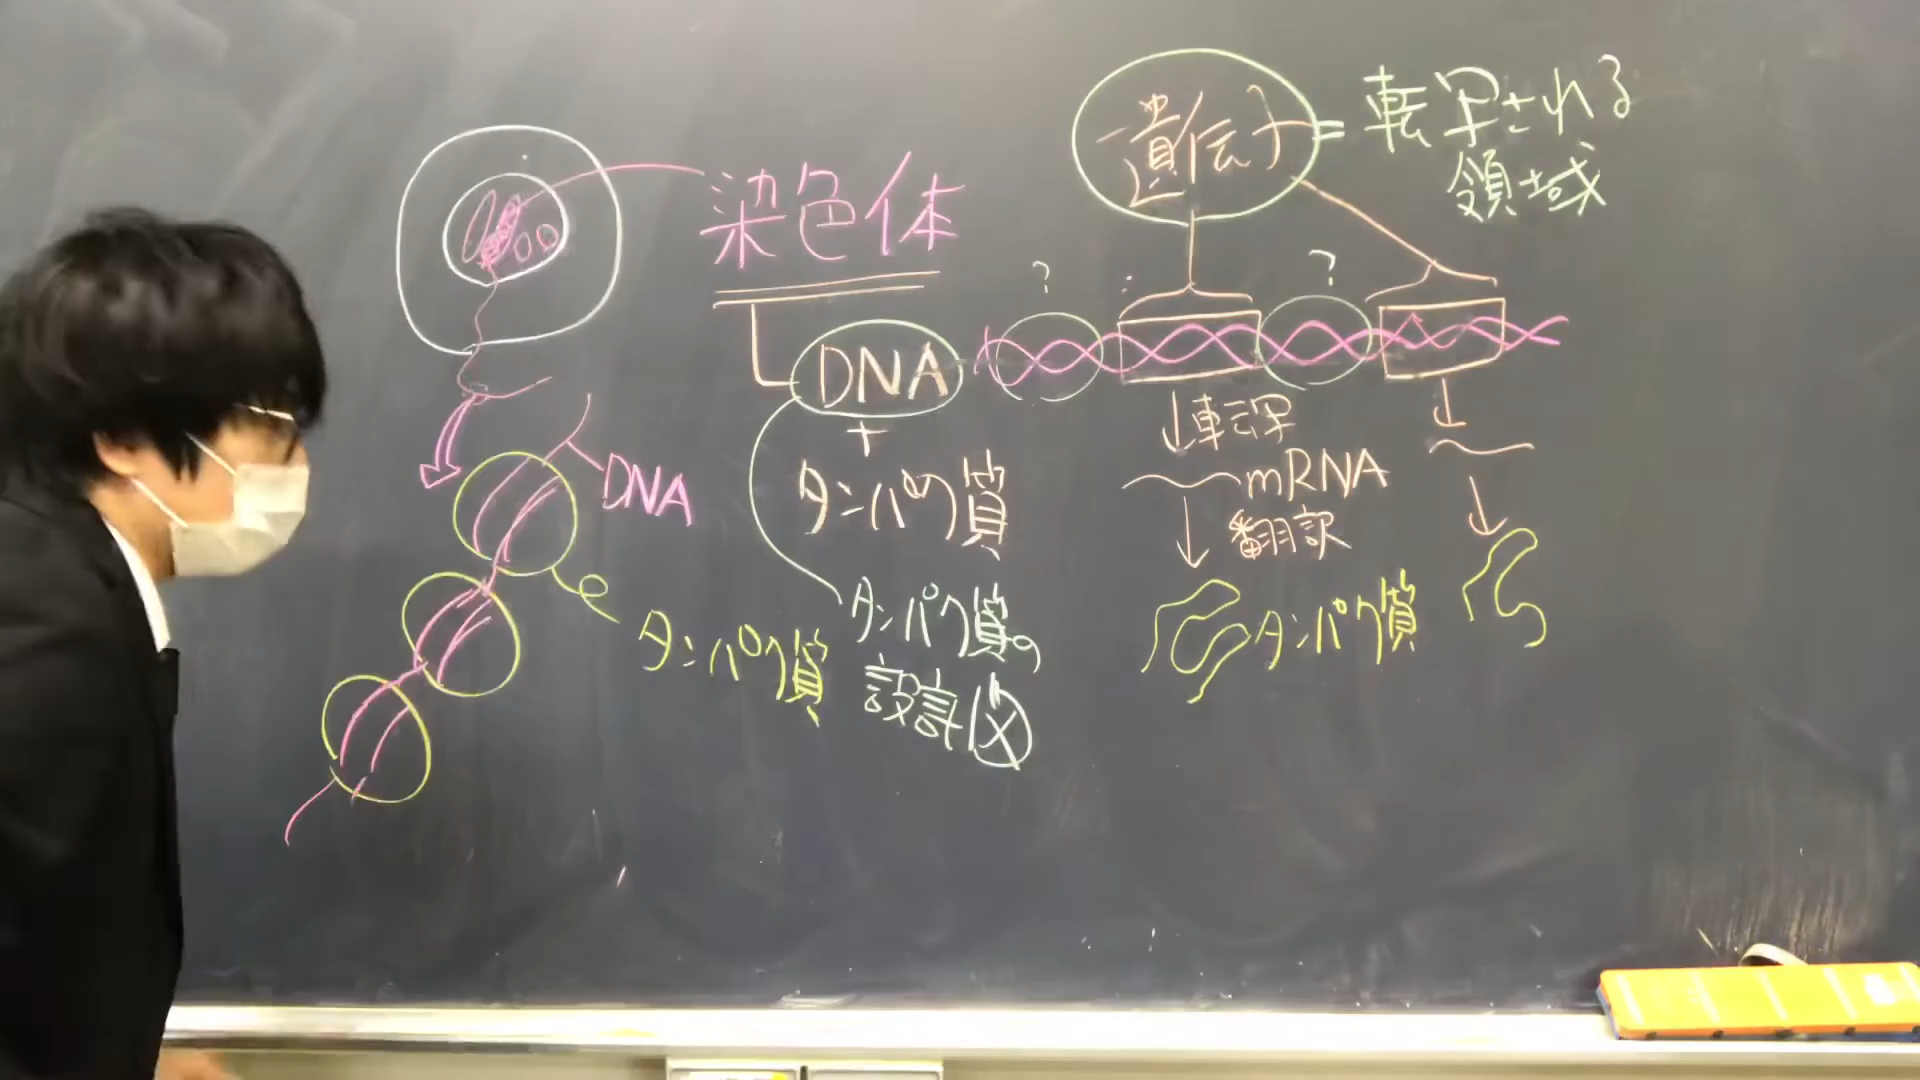 染色体
DNA
+
タンパク質
タンパク質の
設計図
DNA
タンパク質
遺伝子=転写される
領域
?
?
↓転写
mRNA
翻訳
タンパク質